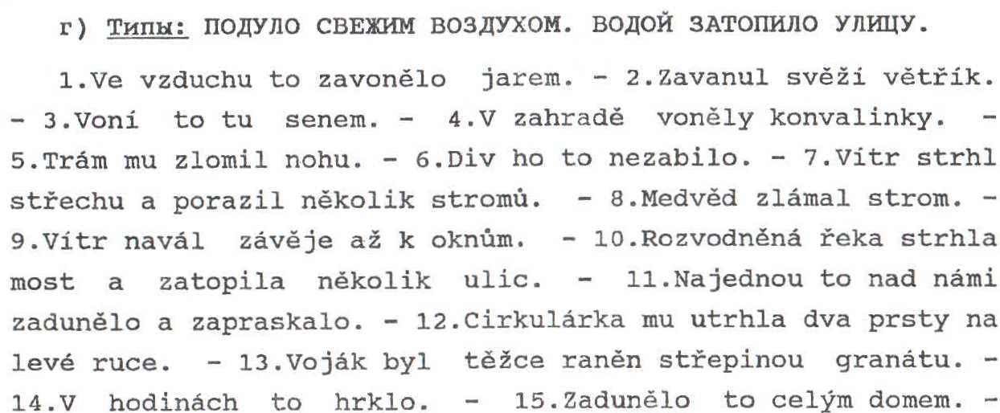 г) Типы: ПОДУЛО СВЕЖИМ ВОЗДУХОМ. ВОДОЙ ЗАТОПИЛО УЛИЦУ.
1.Ve vzduchu to zavonělo jarem. - 2.Zavanul svěží větřík.
- 3.Voní to tu senem. - 4.V zahradě voněly konvalinky. -
5.Trám mu zlomil nohu. - 6.Div ho to nezabilo. - 7.Vítr strhl
střechu a porazil několik stromů. - 8.Medvěd zlámal strom. -
9.Vítr navál závěje až k oknům. - 10.Rozvodněná řeka strhla
most a zatopila několik ulic. - 11.Najednou to nad námi
zadunělo a zapraskalo. - 12.Cirkulárka mu utrhla dva prsty na
levé ruce. - 13.Voják byl těžce raněn střepinou granátu. -
14.V hodinách to hrklo. - 15.Zadunělo to celým domem. -